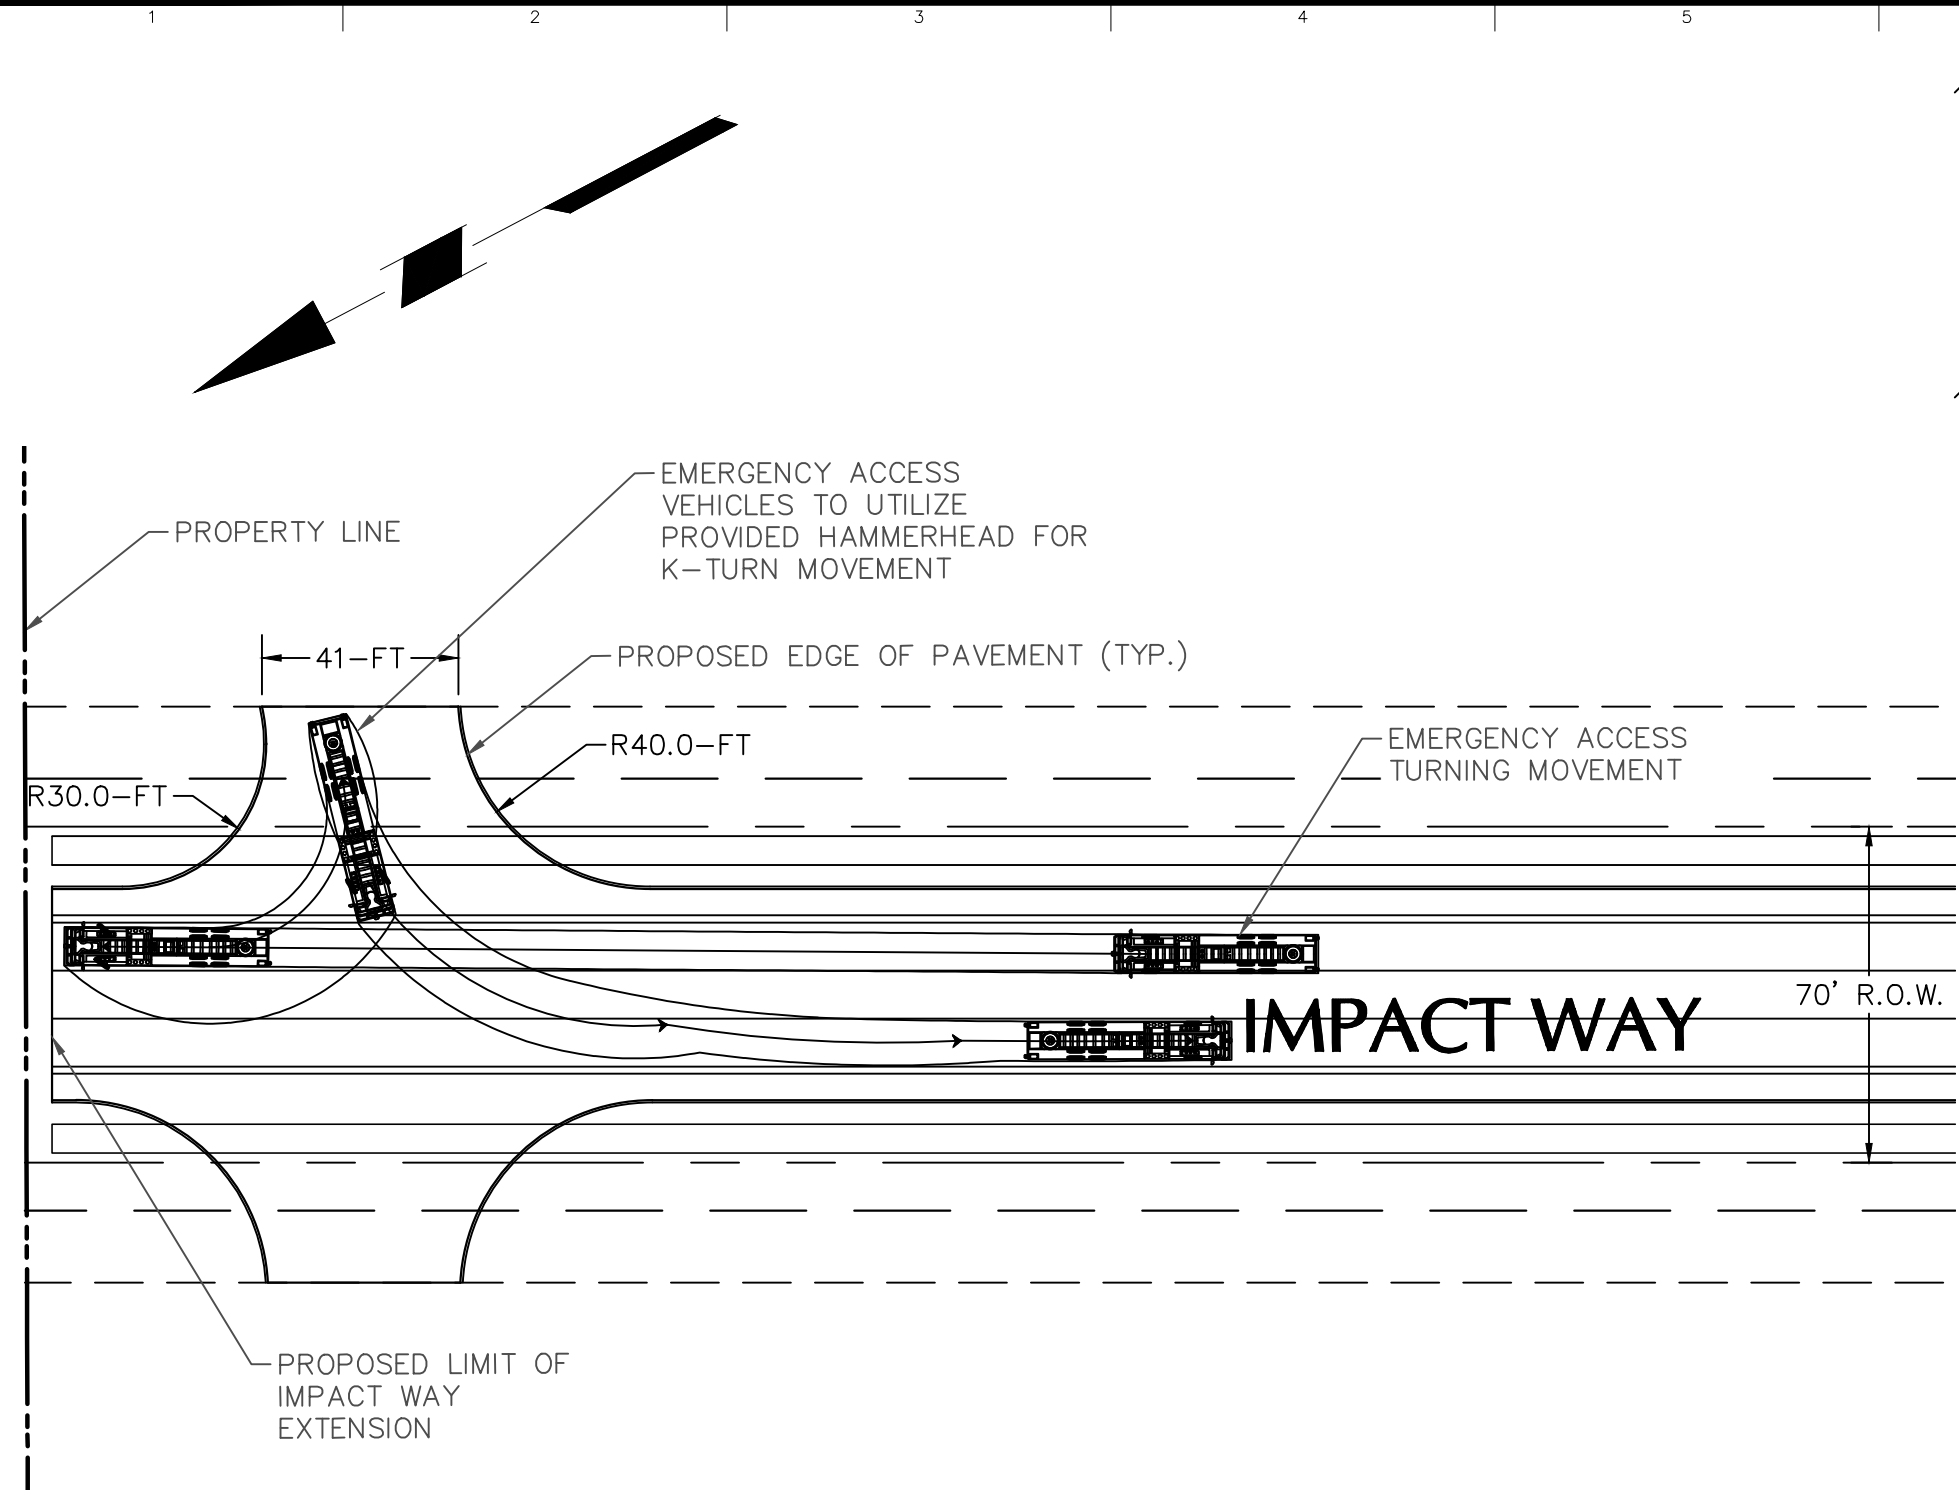 1
2
3
4
5
EMERGENCY ACCESS
VEHICLES TO UTILIZE
PROVIDED HAMMERHEAD FOR
K-TURN MOVEMENT
PROPERTY LINE
41-FT
PROPOSED EDGE OF PAVEMENT (TYP.)
R40.0-FT
EMERGENCY ACCESS
TURNING MOVEMENT
R30.0-FT
70' R.O.W.
IMPACT WAY
PROPOSED LIMIT OF
IMPACT WAY
EXTENSION